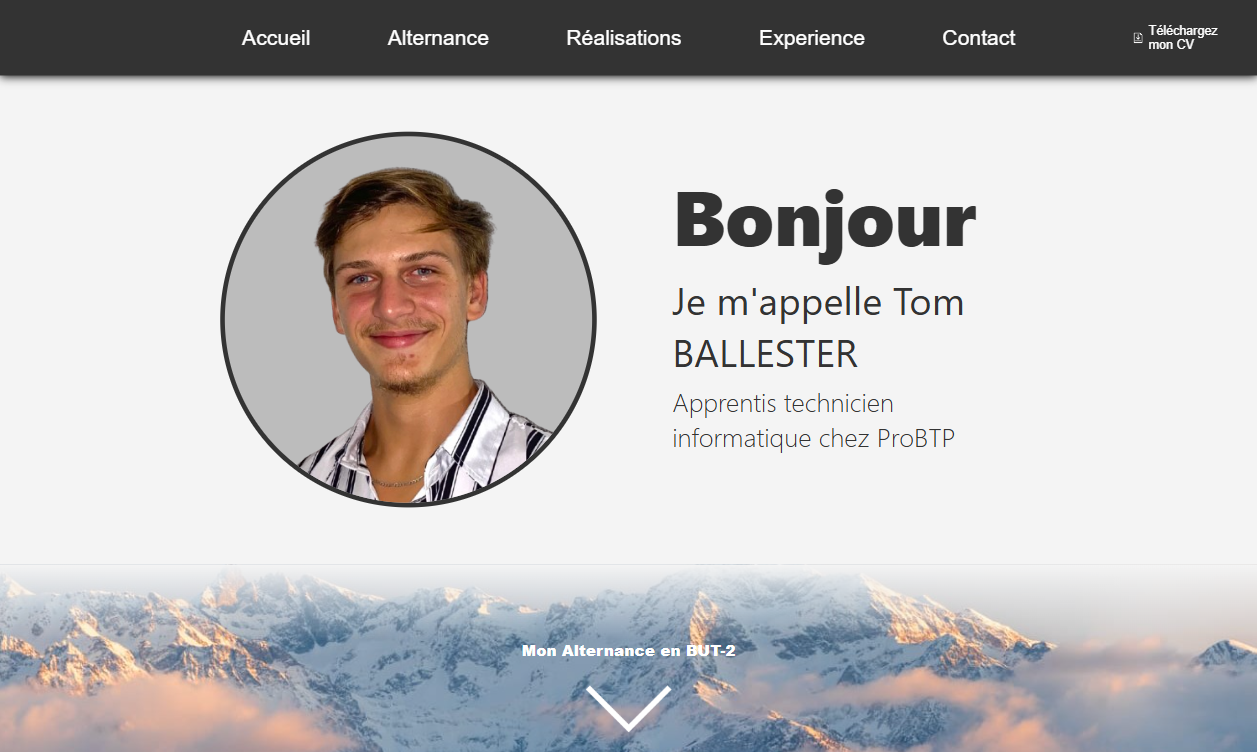 Accueil
Alternance
Réalisations
Experience
Contact
Téléchargez
mon CV
Bonjour
Je m'appelle Tom
BALLESTER
Apprentis technicien
informatique chez ProBTP
Mon Alternance en BUT-2